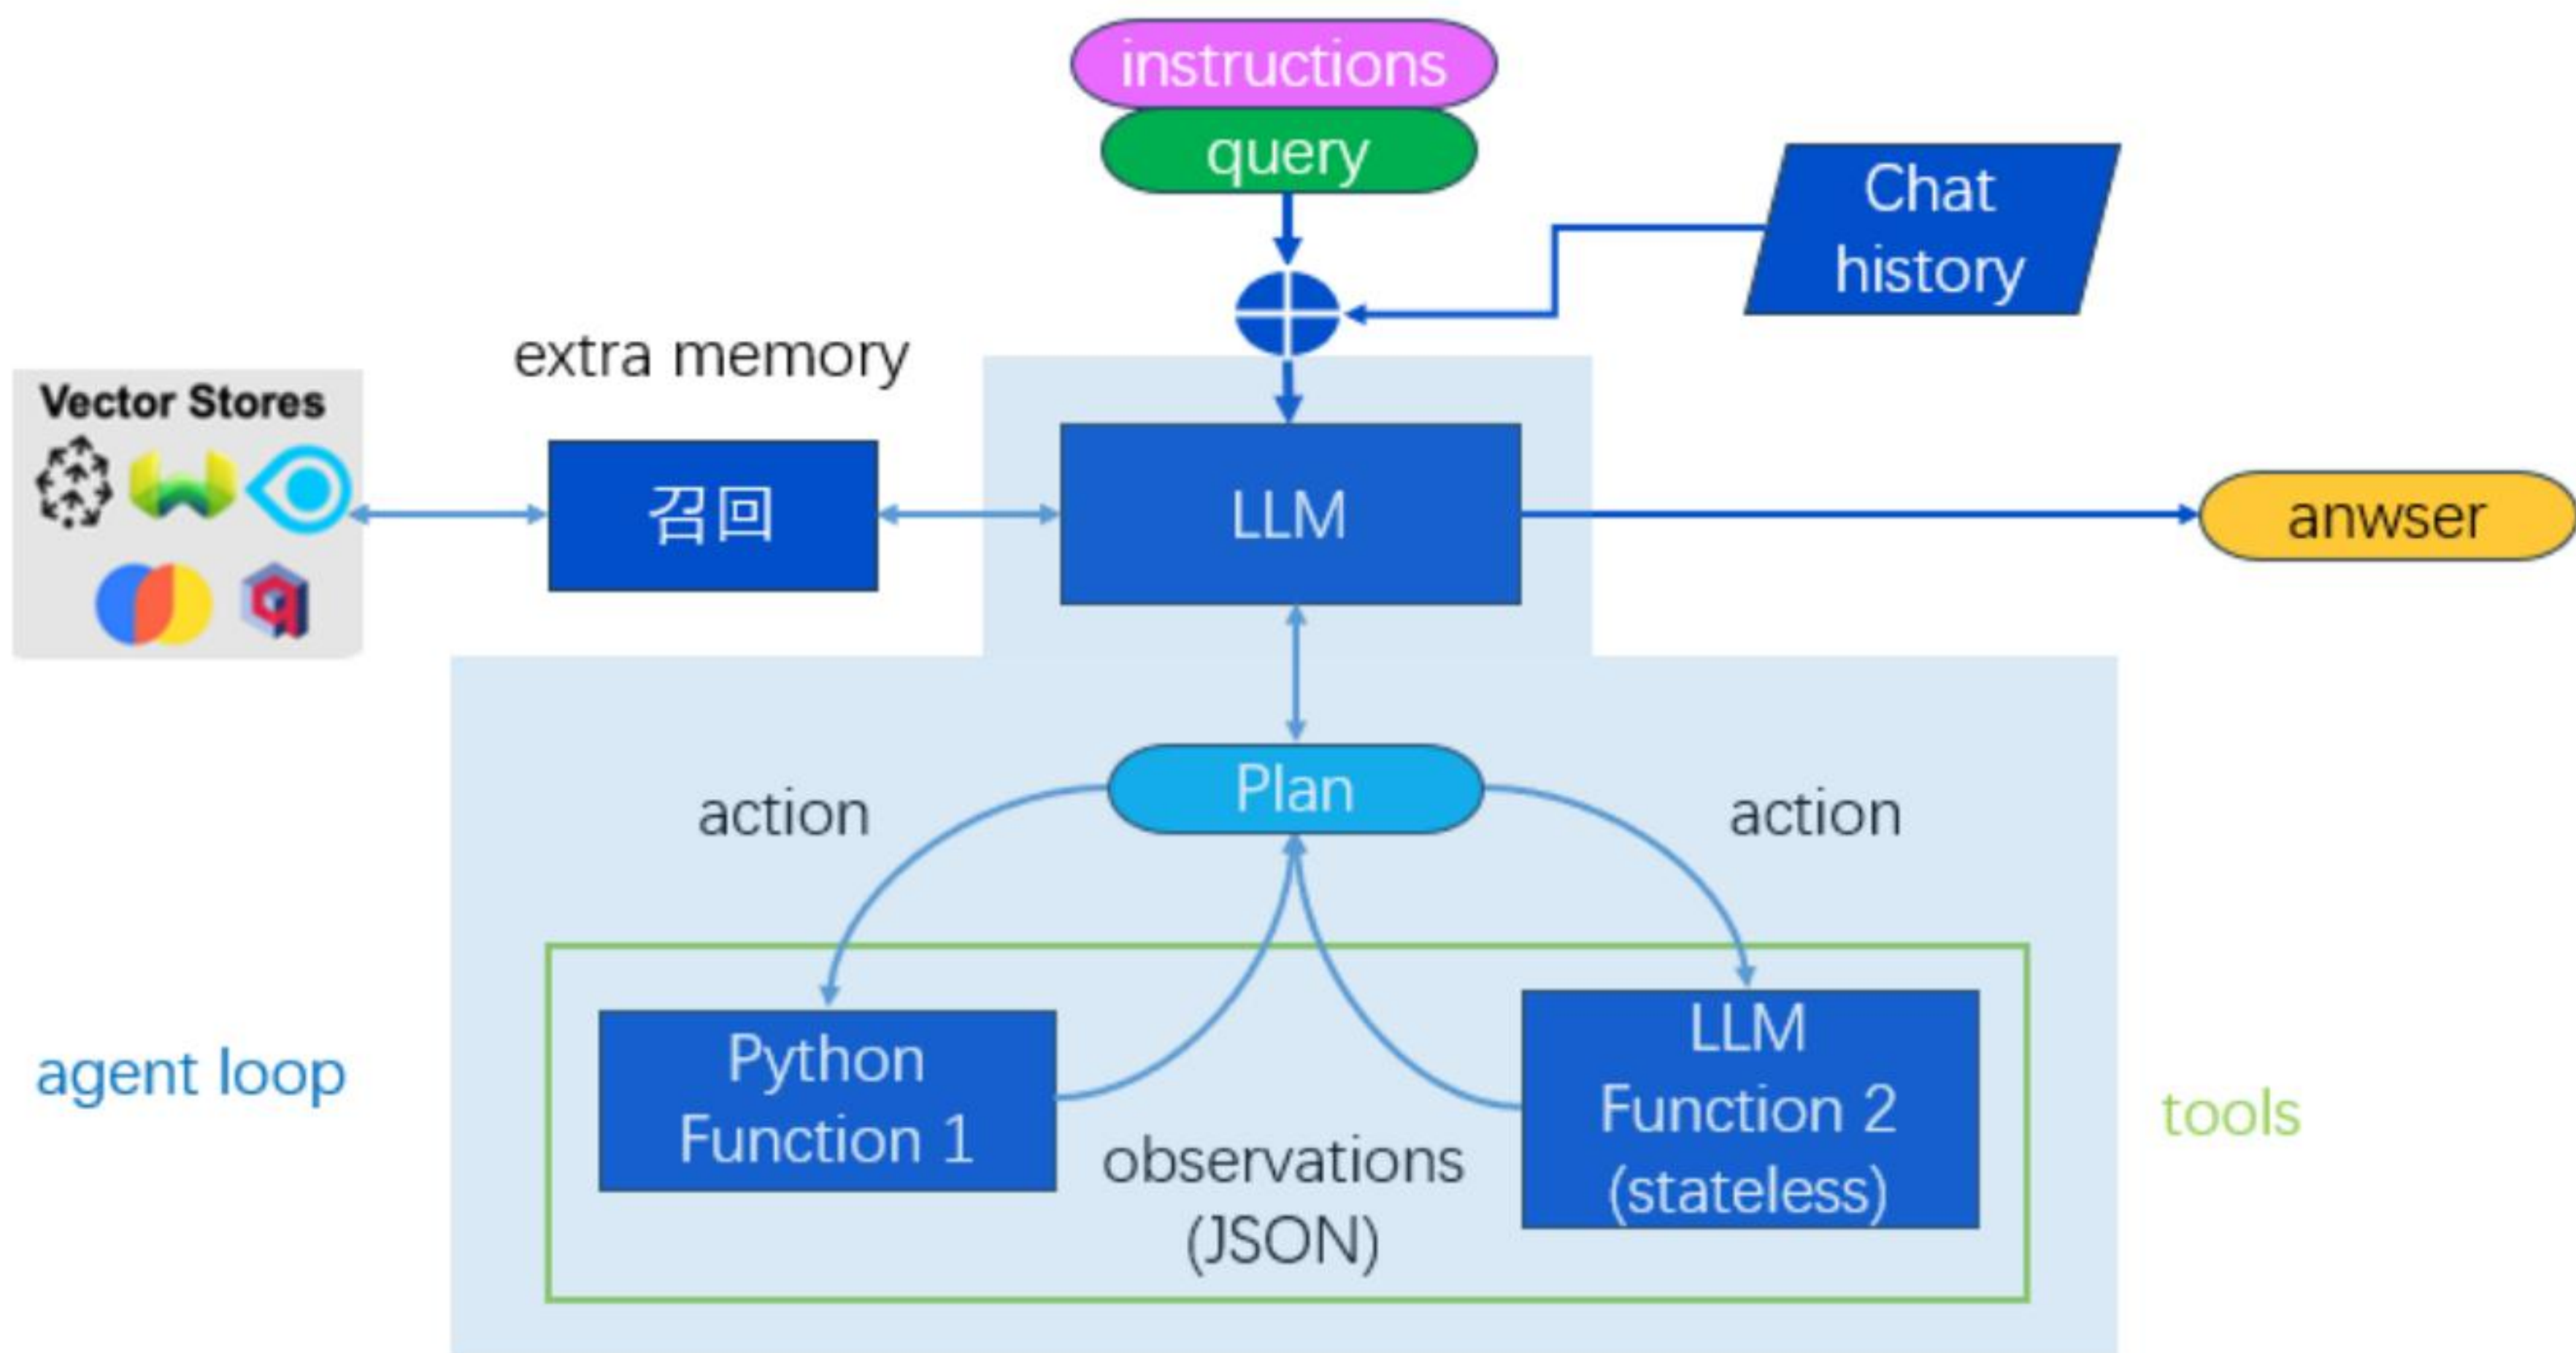 instructions
query
Chat
history
extra memory
Vector Stores
召回
LLM
anwser
Plan
action
action
Python
Function 1
LLM
Function 2
(stateless)
observations
(JSON)
agent loop
tools